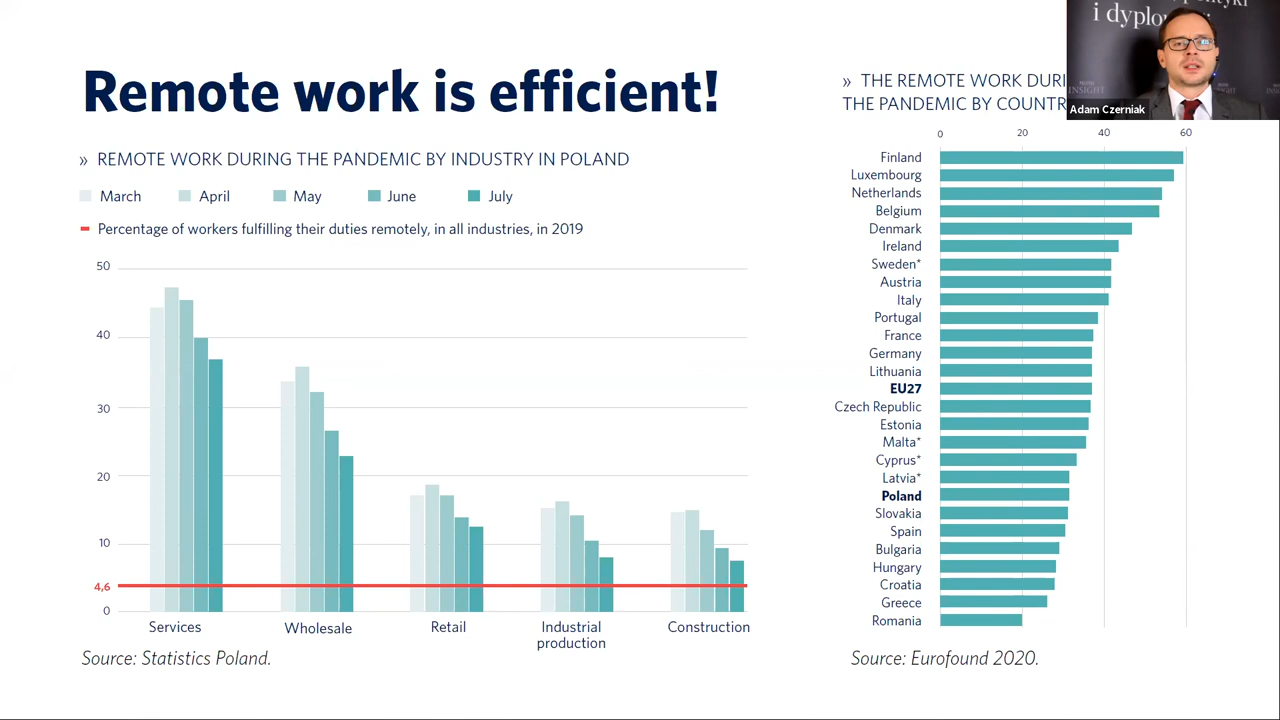 Remote work is efficient!
» REMOTE WORK DURING THE PANDEMIC BY INDUSTRY IN POLAND
March April May June July
Percentage of workers fulfilling their duties remotely, in all industries, in 2019
50
40
30
20
10
4,6
0
Services Wholesale Retail Industrial production Construction
Source: Statistics Poland.
i
INSIGHT
Adam Czerniak
» THE REMOTE WORK
THE PANDEMIC BY
0 20 40 60
Finland
Luxembourg
Netherlands
Belgium
Denmark
Ireland
Sweden*
Austria
Italy
Portugal
France
Germany
Lithuania
EU27
Czech Republic
Estonia
Malta*
Cyprus*
Latvia*
Poland
Slovakia
Spain
Bulgaria
Hungary
Croatia
Greece
Romania
Source: Eurofound 2020.